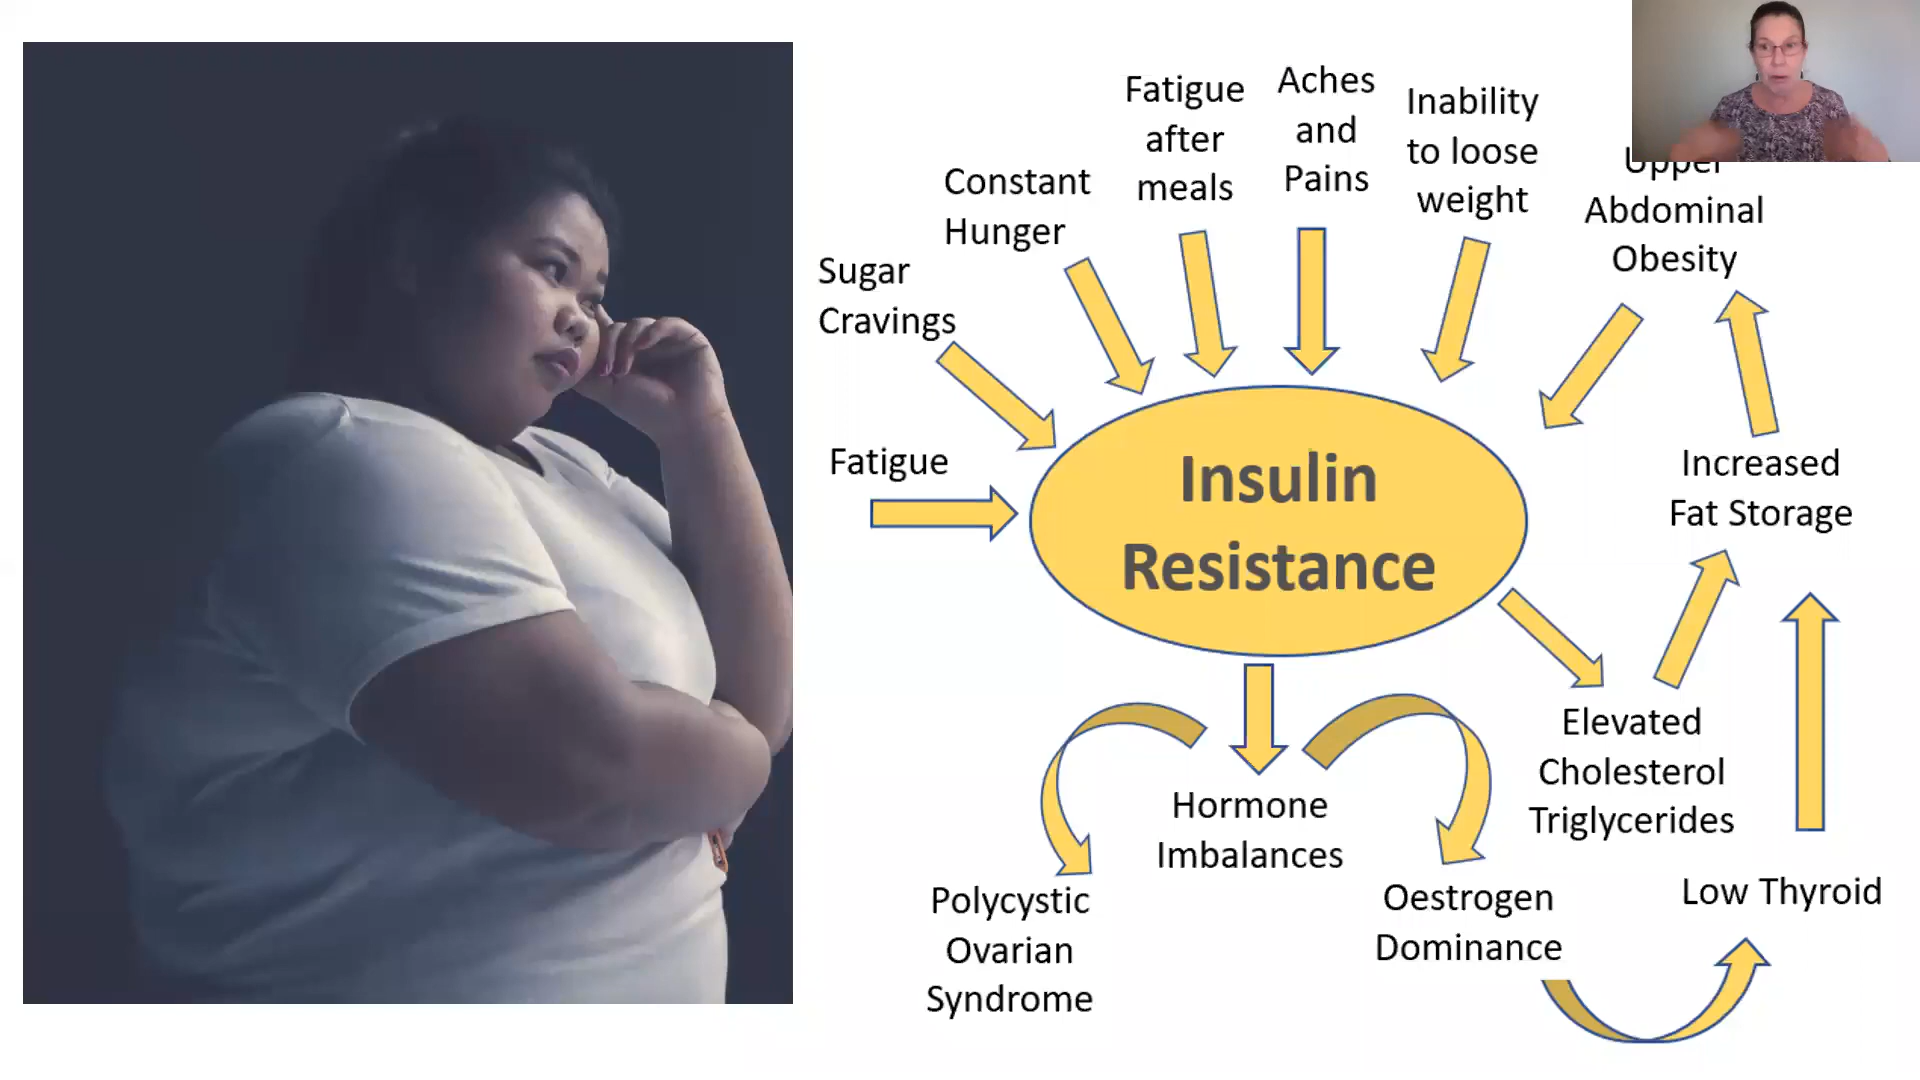 Fatigue
after
meals
Aches
and
Pains
Inability
to loose
weight
Upper
Abdominal
Obesity
Constant
Hunger
Sugar
Cravings
Fatigue
Insulin
Resistance
Increased
Fat Storage
Elevated
Cholesterol
Triglycerides
Hormone
Imbalances
Polycystic
Ovarian
Syndrome
Oestrogen
Dominance
Low Thyroid